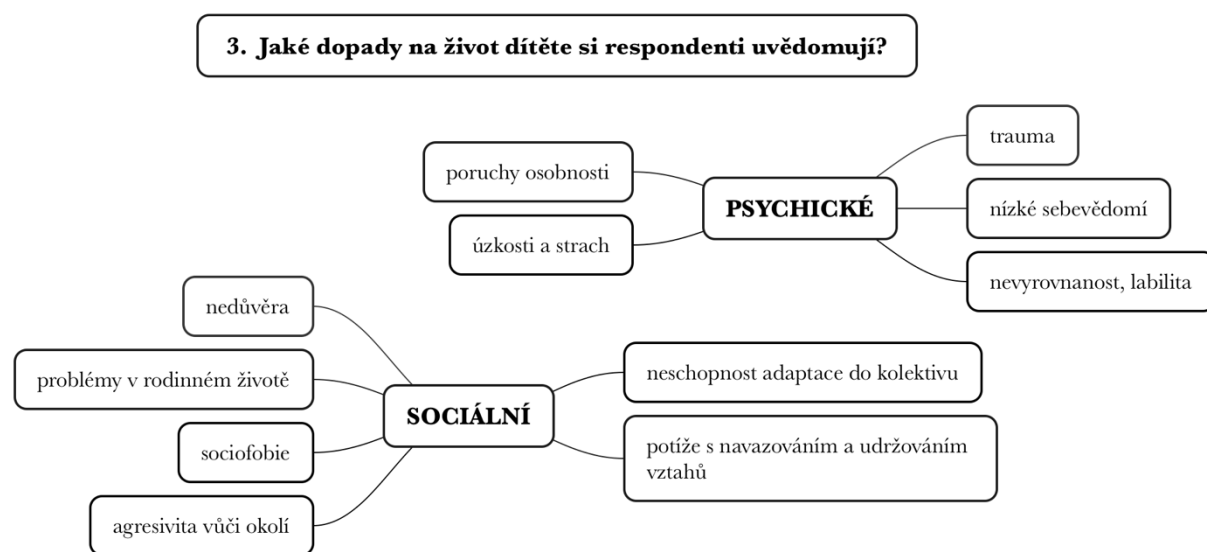 3. Jaké dopady na život dítěte si respondenti uvědomují?
poruchy osobnosti
úzkosti a strach
PSYCHICKÉ
trauma
nízké sebevědomí
nevyrovnanost, labilita
nedůvěra
problémy v rodinném životě
sociofobie
agresivita vůči okolí
SOCIÁLNÍ
neschopnost adaptace do kolektivu
potíže s navazováním a udržováním
vztahů